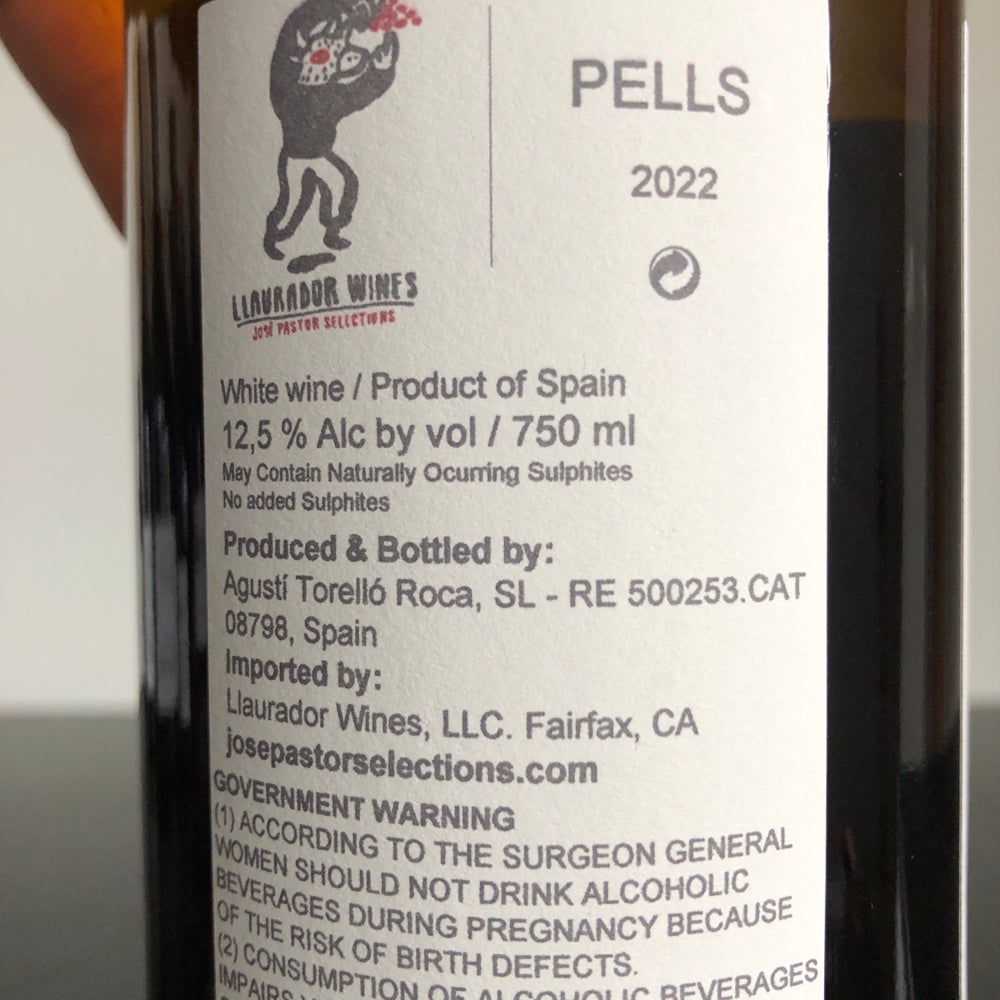 PELLS
2022
LLAURADOR WINES
JOSÉ PASTOR SELECTIONS
White wine / Product of Spain
12,5 % Alc by vol / 750 ml
May Contain Naturally Ocurring Sulphites
No added Sulphites
Produced & Bottled by:
Agustí Torelló Roca, SL - RE 500253.CAT
08798, Spain
Imported by:
Llaurador Wines, LLC. Fairfax, CA
josepastorselections.com
GOVERNMENT WARNING
(1) ACCORDING TO THE SURGEON GENERAL
WOMEN SHOULD NOT DRINK ALCOHOLIC
BEVERAGES DURING PREGNANCY BECAUSE
OF THE RISK OF BIRTH DEFECTS.
(2) CONSUMPTION OF ALCOHOLIC BEVERAGES
IMPAIRS